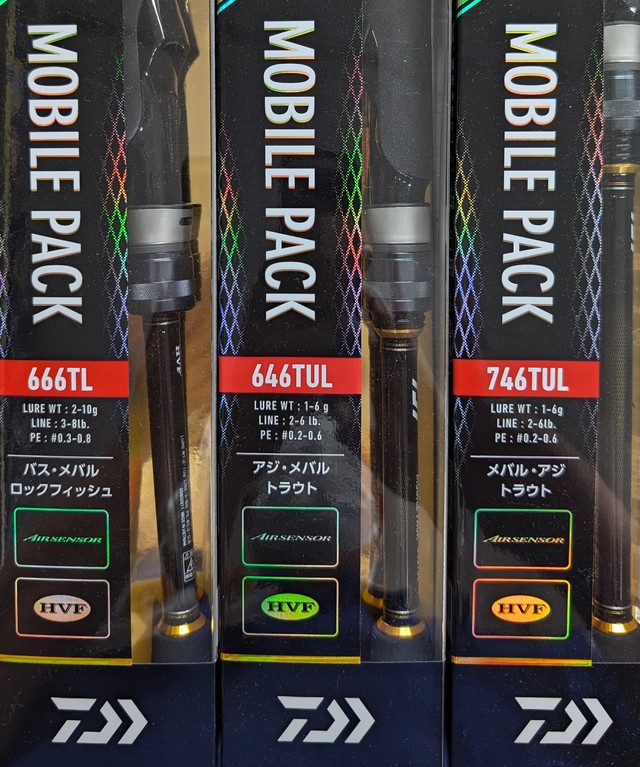 MOBILE PACK
666TL
LURE WT : 2-10g
LINE : 3-8lb.
PE : #0.3-0.8
バス・メバル
ロックフィッシュ
AIRSENSOR
HVF
HVF
MOBILE PACK
646TUL
LURE WT : 1-6 g
LINE : 2-6 lb.
PE : #0.2-0.6
アジ・メバル
トラウト
AIRSENSOR
HVF
MOBILE PACK
746TUL
LURE WT : 1-6g
LINE : 2-6lb.
PE : #0.2-0.6
メバル・アジ
トラウト
AIRSENSOR
HVF